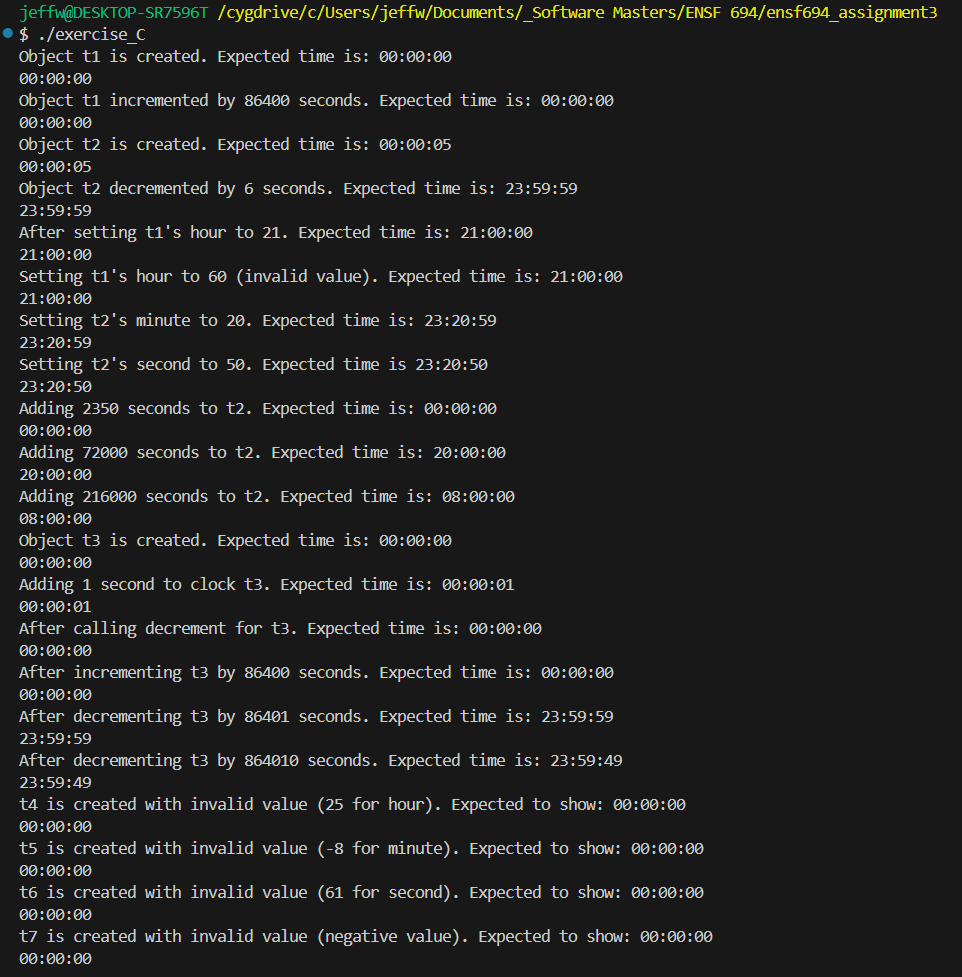 jeffw@DESKTOP-SR7596T /cygdrive/c/Users/jeffw/Documents/_Software Masters/ENSF 694/ensf694_assignment3
$ ./exercise_C
Object t1 is created. Expected time is: 00:00:00
00:00:00
Object t1 incremented by 86400 seconds. Expected time is: 00:00:00
00:00:00
Object t2 is created. Expected time is: 00:00:05
00:00:05
Object t2 decremented by 6 seconds. Expected time is: 23:59:59
23:59:59
After setting t1's hour to 21. Expected time is: 21:00:00
21:00:00
Setting t1's hour to 60 (invalid value). Expected time is: 21:00:00
21:00:00
Setting t2's minute to 20. Expected time is: 23:20:59
23:20:59
Setting t2's second to 50. Expected time is 23:20:50
23:20:50
Adding 2350 seconds to t2. Expected time is: 00:00:00
00:00:00
Adding 72000 seconds to t2. Expected time is: 20:00:00
20:00:00
Adding 216000 seconds to t2. Expected time is: 08:00:00
08:00:00
Object t3 is created. Expected time is: 00:00:00
00:00:00
Adding 1 second to clock t3. Expected time is: 00:00:01
00:00:01
After calling decrement for t3. Expected time is: 00:00:00
00:00:00
After incrementing t3 by 86400 seconds. Expected time is: 00:00:00
00:00:00
After decrementing t3 by 86401 seconds. Expected time is: 23:59:59
23:59:59
After decrementing t3 by 864010 seconds. Expected time is: 23:59:49
23:59:49
t4 is created with invalid value (25 for hour). Expected to show: 00:00:00
00:00:00
t5 is created with invalid value (-8 for minute). Expected to show: 00:00:00
00:00:00
t6 is created with invalid value (61 for second). Expected to show: 00:00:00
00:00:00
t7 is created with invalid value (negative value). Expected to show: 00:00:00
00:00:00